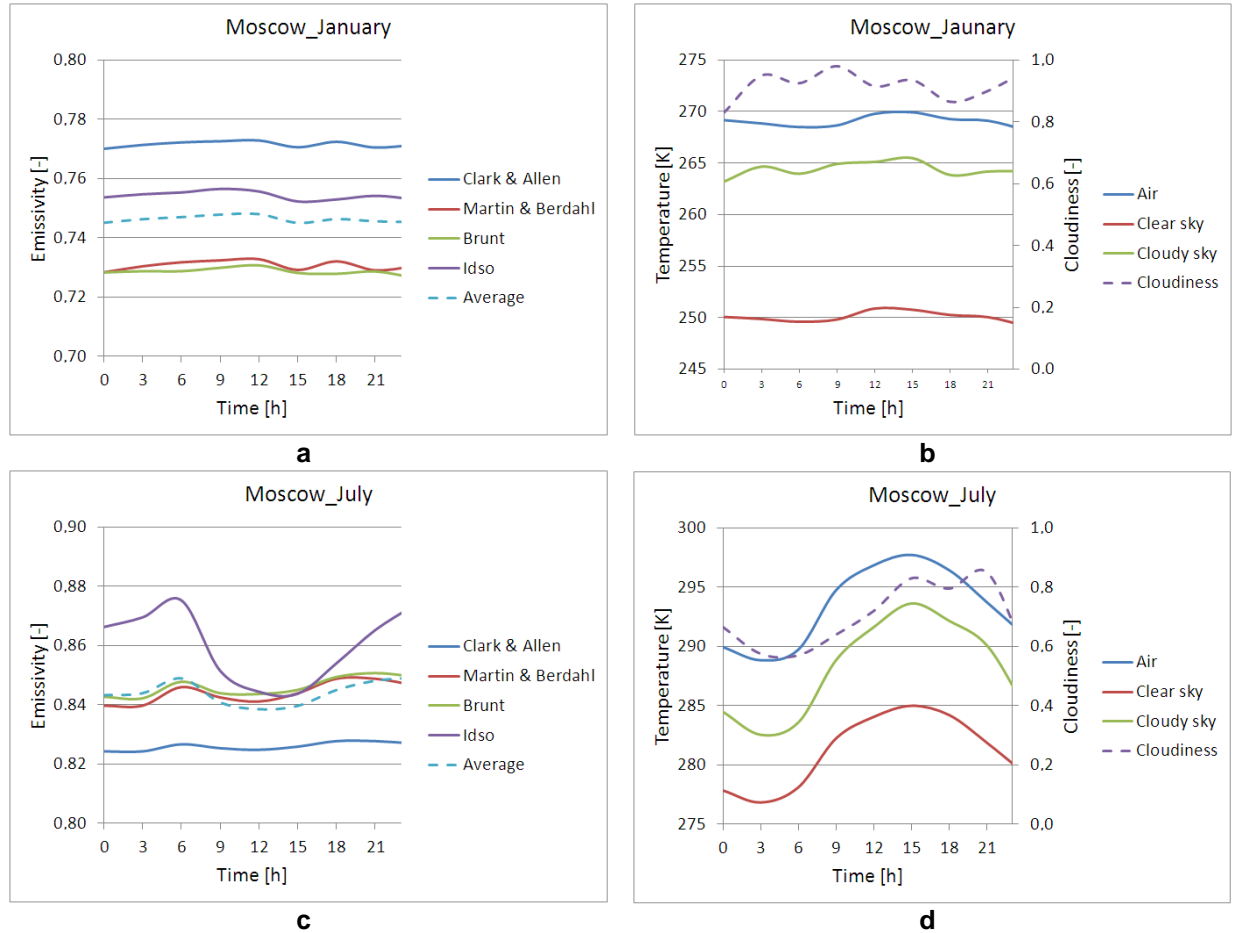 Moscow_January
0,80
0,78
0,76
0,74
0,72
0,70
Emissivity [-]
0 3 6 9 12 15 18 21
Time [h]
Clark & Allen
Martin & Berdahl
Brunt
Idso
Average
a
Moscow_Jaunary
275
270
265
260
255
250
245
Temperature [K]
1,0
0,8
0,6
0,4
0,2
0,0
Cloudiness [-]
0 3 6 9 12 15 18 21
Time [h]
Air
Clear sky
Cloudy sky
Cloudiness
b
Moscow_July
0,90
0,88
0,86
0,84
0,82
0,80
Emissivity [-]
0 3 6 9 12 15 18 21
Time [h]
Clark & Allen
Martin & Berdahl
Brunt
Idso
Average
c
Moscow_July
300
295
290
285
280
275
Temperature [K]
1,0
0,8
0,6
0,4
0,2
0,0
Cloudiness [-]
0 3 6 9 12 15 18 21
Time [h]
Air
Clear sky
Cloudy sky
Cloudiness
d